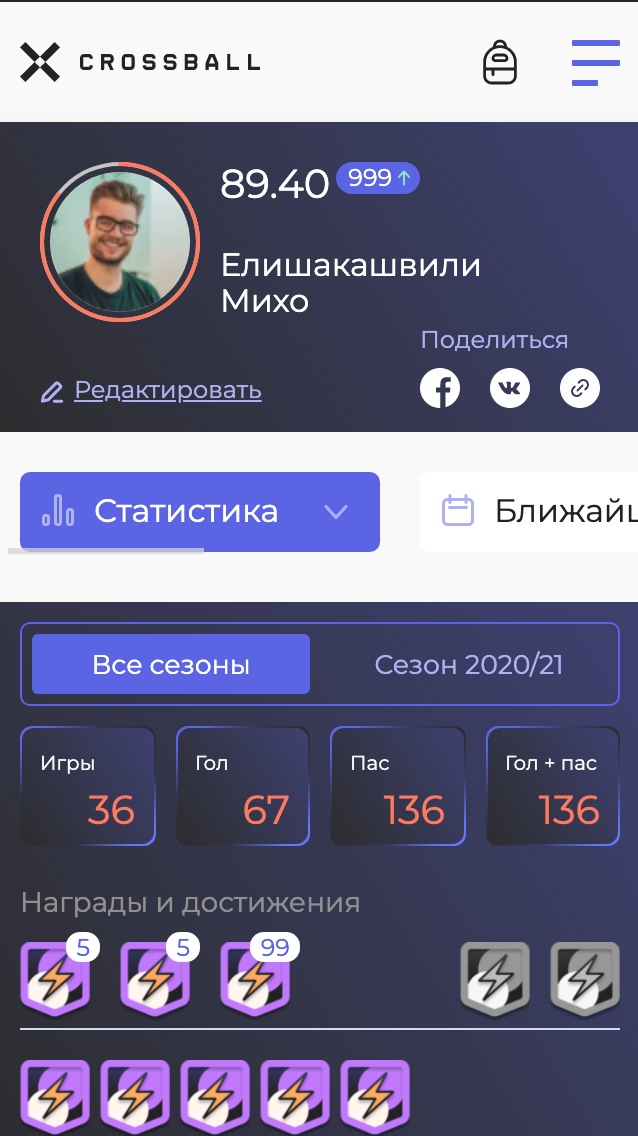 CROSSBALL
89.40 999↑
Елишакашвили
Михо
Поделиться
Редактировать
Статистика
Ближайш
Все сезоны
Сезон 2020/21
Игры
36
Гол
67
Пас
136
Гол + пас
136
Награды и достижения
5
5
99